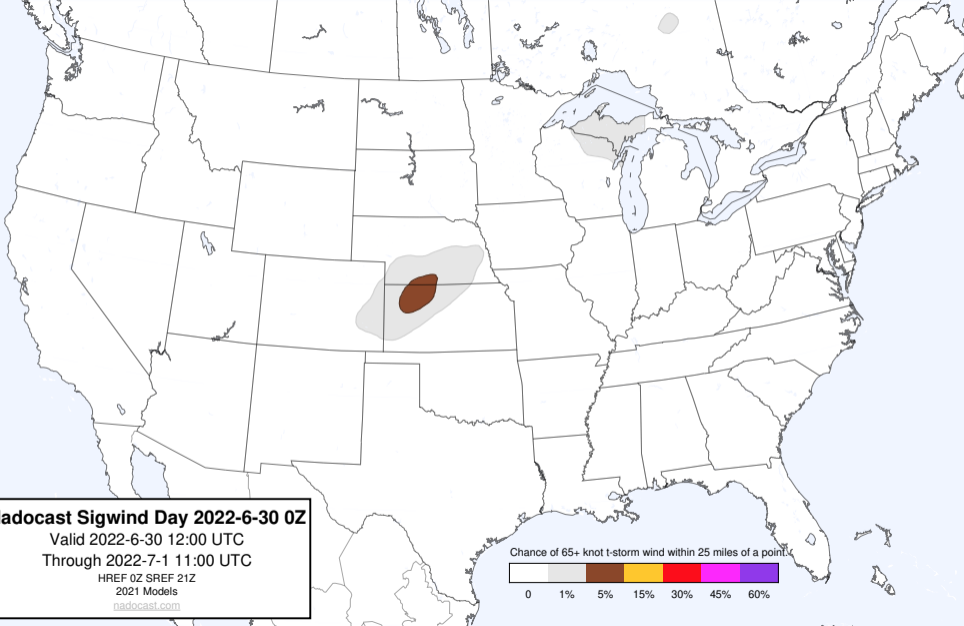 adocast Sigwind Day 2022-6-30 0Z
Valid 2022-6-30 12:00 UTC
Through 2022-7-1 11:00 UTC
HREF 0Z SREF 21Z
2021 Models
nadocast.com
Chance of 65+ knot t-storm wind within 25 miles of a point.
0 1% 5% 15% 30% 45% 60%